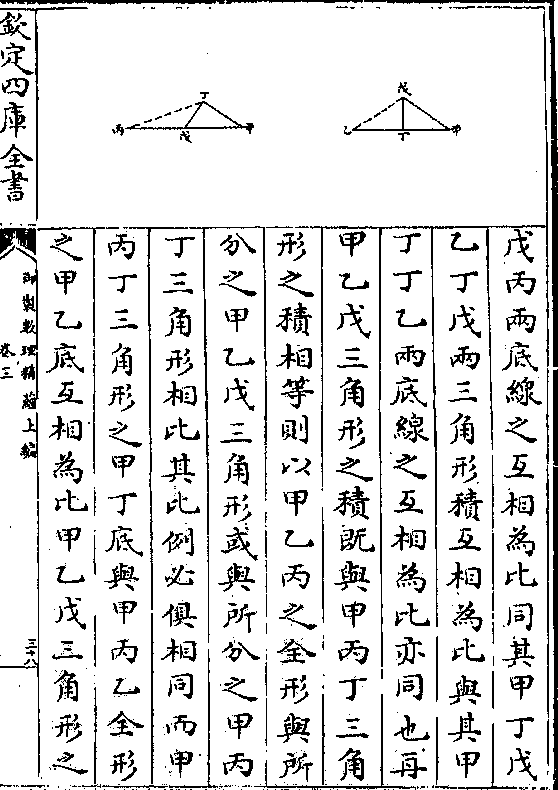 戊丙兩底線之互相為比同其甲丁戊
乙丁戊兩三角形積互相為比與其甲
丁丁乙兩底線之互相為比亦同也再
甲乙戊三角形之積既與甲丙丁三角
形之積相等則以甲乙丙之全形與所
分之甲乙戊三角形或與所分之甲丙
丁三角形相比其比例必俱相同而甲
丙丁三角形之甲丁底與甲丙乙全形
之甲乙底互相為比甲乙戊三角形之
戊
乙
丁
甲
丁
丙
戊
甲
欽定四庫全書
御製數理精蘊上編
卷三
三十八